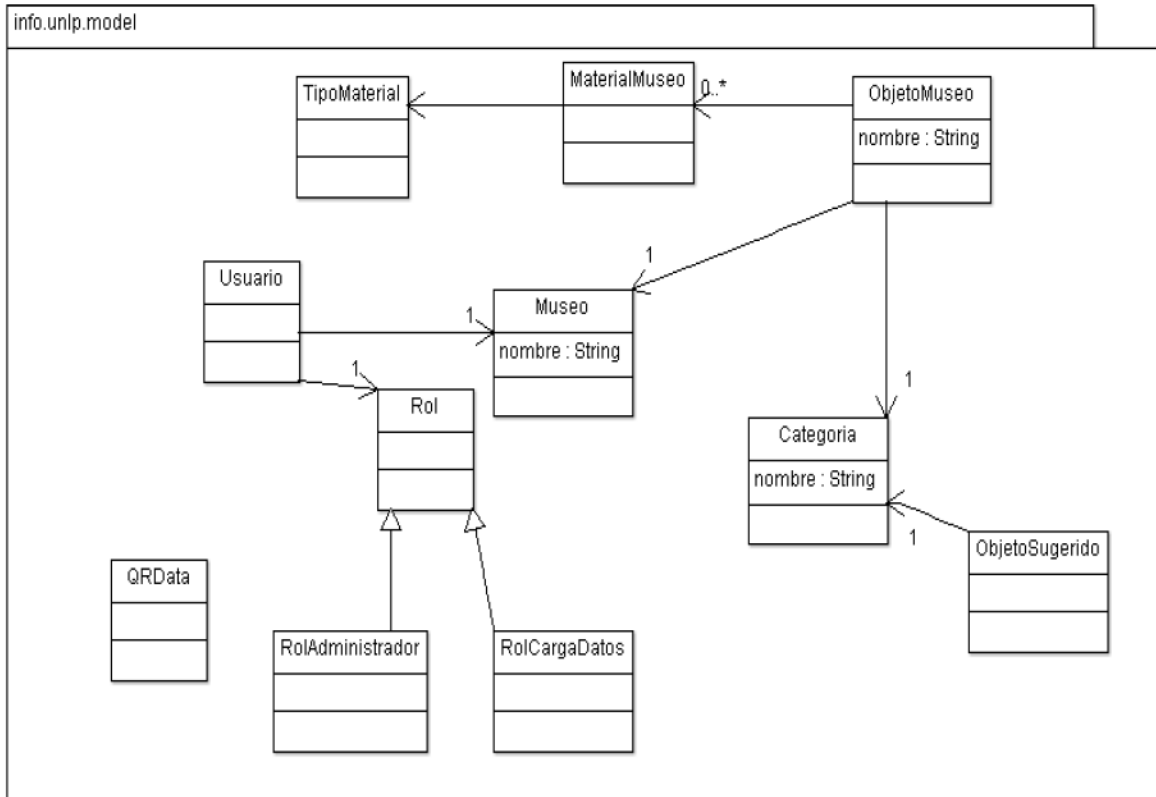 info.unlp.model
TipoMaterial
MaterialMuseo
0..*
ObjetoMuseo
nombre : String
1
1
Usuario
1
Museo
nombre : String
1
Rol
Categoria
nombre : String
1
ObjetoSugerido
QRData
RolAdministrador
RolCargaDatos